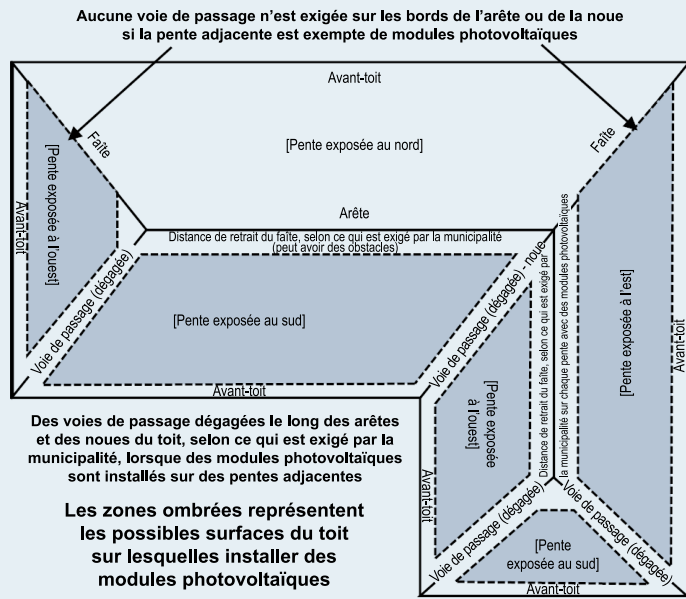 Aucune voie de passage n’est exigée sur les bords de l’arête ou de la noue
si la pente adjacente est exempte de modules photovoltaïques
Avant-toit
Faîte
[Pente exposée au nord]
Faîte
[Pente exposée
à l'ouest]
Avant-toit
Arête
Distance de retrait du faîte, selon ce qui est exigé par la municipalité
(peut avoir des obstacles)
Voie de passage (dégagée)
[Pente exposée au sud]
Voie de passage (dégagée) - noue
Distance de retrait du faîte, selon ce qui est exigé par
la municipalité sur chaque pente avec des modules photovoltaïques
[Pente exposée à l'est]
Avant-toit
Avant-toit
[Pente exposée
à l'ouest]
Avant-toit
Des voies de passage dégagées le long des arêtes
et des noues du toit, selon ce qui est exigé par la
municipalité, lorsque des modules photovoltaïques
sont installés sur des pentes adjacentes
Voie de passage (dégagée)
Voie de passage (dégagée)
[Pente
exposée au sud]
Avant-toit
Les zones ombrées représentent
les possibles surfaces du toit
sur lesquelles installer des
modules photovoltaïques